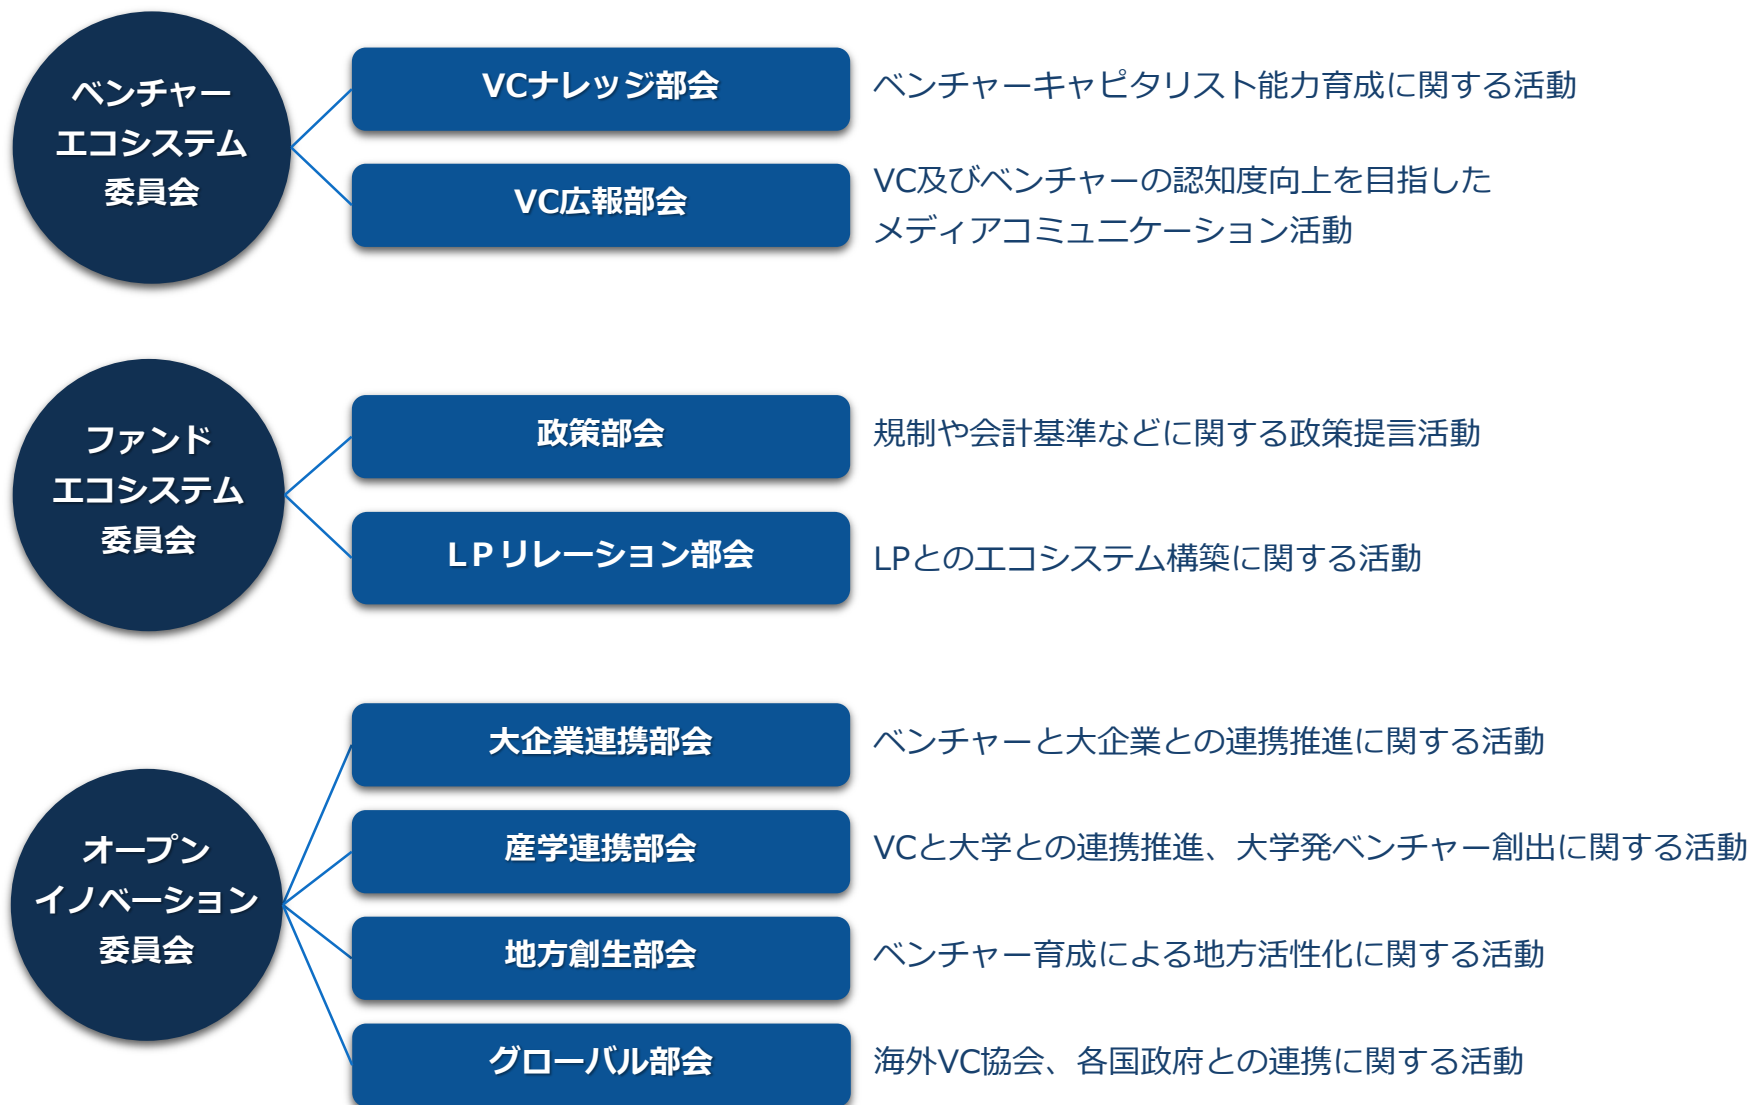 ベンチャー
エコシステム
委員会
VCナレッジ部会
ベンチャーキャピタリスト能力育成に関する活動
VC広報部会
VC及びベンチャーの認知度向上を目指した
メディアコミュニケーション活動
ファンド
エコシステム
委員会
政策部会
規制や会計基準などに関する政策提言活動
ＬＰリレーション部会
LPとのエコシステム構築に関する活動
オープン
イノベーション
委員会
大企業連携部会
ベンチャーと大企業との連携推進に関する活動
産学連携部会
VCと大学との連携推進、大学発ベンチャー創出に関する活動
地方創生部会
ベンチャー育成による地方活性化に関する活動
グローバル部会
海外VC協会、各国政府との連携に関する活動